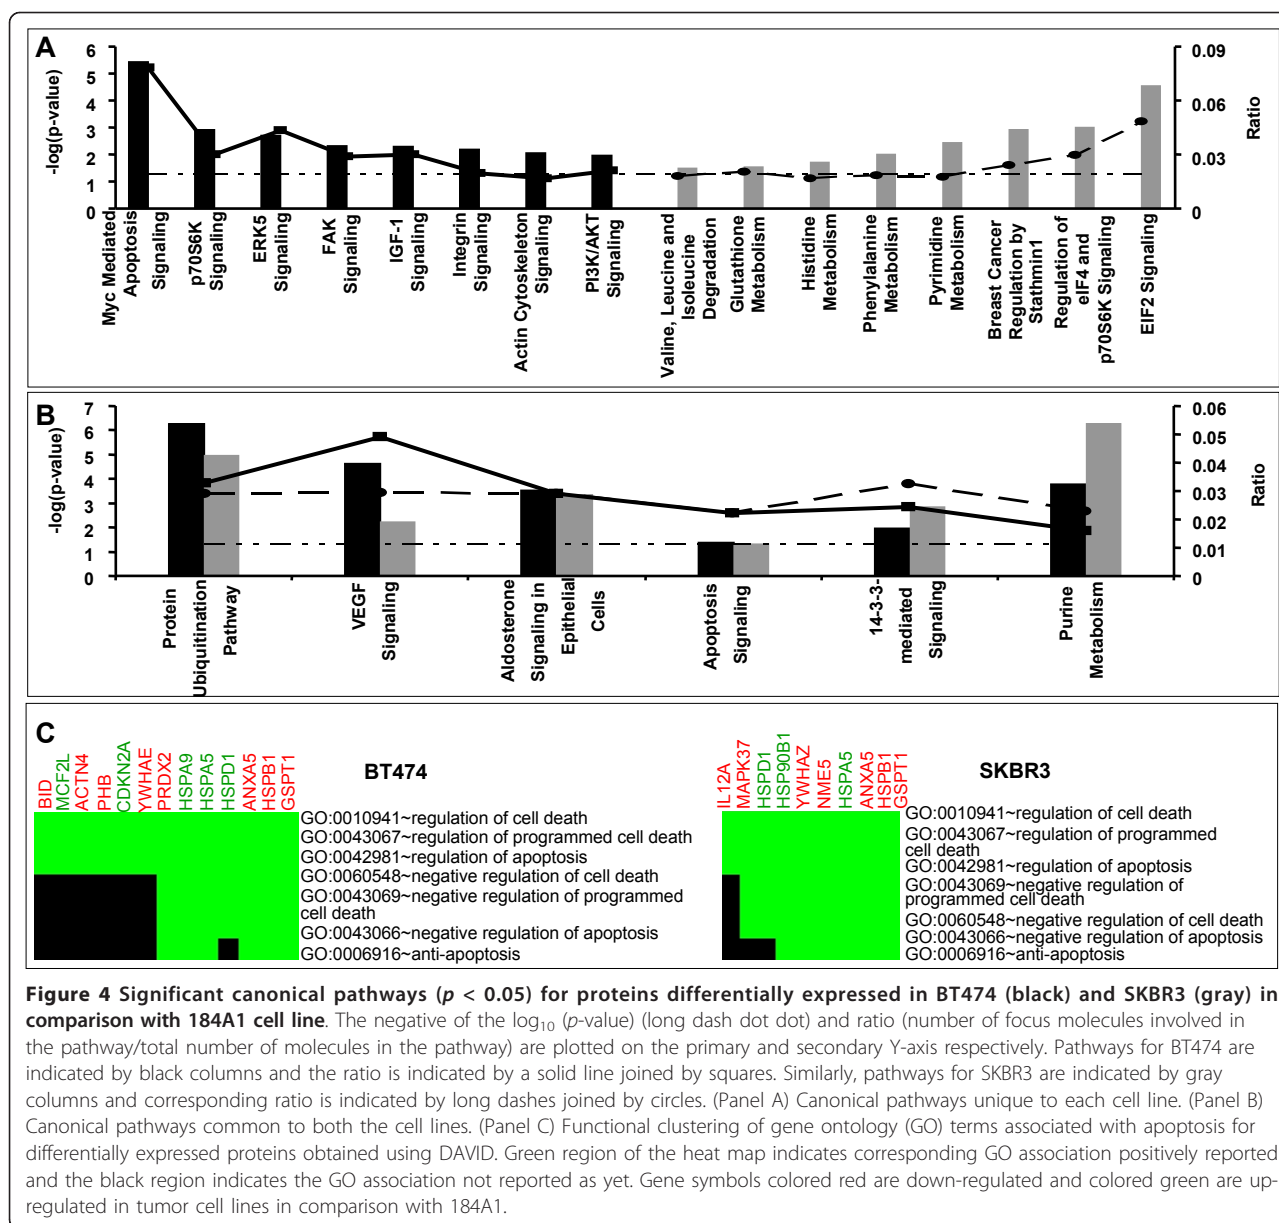 A
6
5
4
3
2
1
0
-log(p-value)
0.09
0.06
0.03
0.00
Ratio
Myc Mediated
Apoptosis
Signaling
p70S6K
Signaling
ERK5
Signaling
FAK
Signaling
IGF-1
Signaling
Integrin
Signaling
Actin Cytoskeleton
Signaling
PI3K/AKT
Signaling
Valine, Leucine and
Isoleucine
Degradation
Glutathione
Metabolism
Histidine
Metabolism
Phenylalanine
Metabolism
Pyrimidine
Metabolism
Breast Cancer
Regulation by
Stathmin1
Regulation of
eIF4 and
p70S6K Signaling
EIF2 Signaling
B
7
6
5
4
3
2
1
0
-log(p-value)
0.06
0.05
0.04
0.03
0.02
0.01
0
Ratio
Protein
Ubiquitination
Pathway
VEGF
Signaling
Aldosterone
Signaling in
Epithelial
Cells
Apoptosis
Signaling
14-3-3-
mediated
Signaling
Purine
Metabolism
C
BID
MCF2L
ACTN4
PHB
CDKN2A
YWHAE
PRDX2
HSPA9
HSPA5
HSPD1
ANXA5
HSPB1
GSPT1
BT474
GO:0010941~regulation of cell death
GO:0043067~regulation of programmed cell death
GO:0042981~regulation of apoptosis
GO:0060548~negative regulation of cell death
GO:0043069~negative regulation of programmed
cell death
GO:0043066~negative regulation of apoptosis
GO:0006916~anti-apoptosis
IL12A
MAPK37
HSPD1
HSP90B1
YWHAZ
NME5
HSPA5
ANXA5
HSPB1
GSPT1
SKBR3
GO:0010941~regulation of cell death
GO:0043067~regulation of programmed
cell death
GO:0042981~regulation of apoptosis
GO:0043069~negative regulation of
programmed cell death
GO:0060548~negative regulation of cell death
GO:0043066~negative regulation of apoptosis
GO:0006916~anti-apoptosis
Figure 4 Significant canonical pathways (p < 0.05) for proteins differentially expressed in BT474 (black) and SKBR3 (gray) in
comparison with 184A1 cell line. The negative of the log10 (p-value) (long dash dot dot) and ratio (number of focus molecules involved in
the pathway/total number of molecules in the pathway) are plotted on the primary and secondary Y-axis respectively. Pathways for BT474 are
indicated by black columns and the ratio is indicated by a solid line joined by squares. Similarly, pathways for SKBR3 are indicated by gray
columns and corresponding ratio is indicated by long dashes joined by circles. (Panel A) Canonical pathways unique to each cell line. (Panel B)
Canonical pathways common to both the cell lines. (Panel C) Functional clustering of gene ontology (GO) terms associated with apoptosis for
differentially expressed proteins obtained using DAVID. Green region of the heat map indicates corresponding GO association positively reported
and the black region indicates the GO association not reported as yet. Gene symbols colored red are down-regulated and colored green are up-
regulated in tumor cell lines in comparison with 184A1.